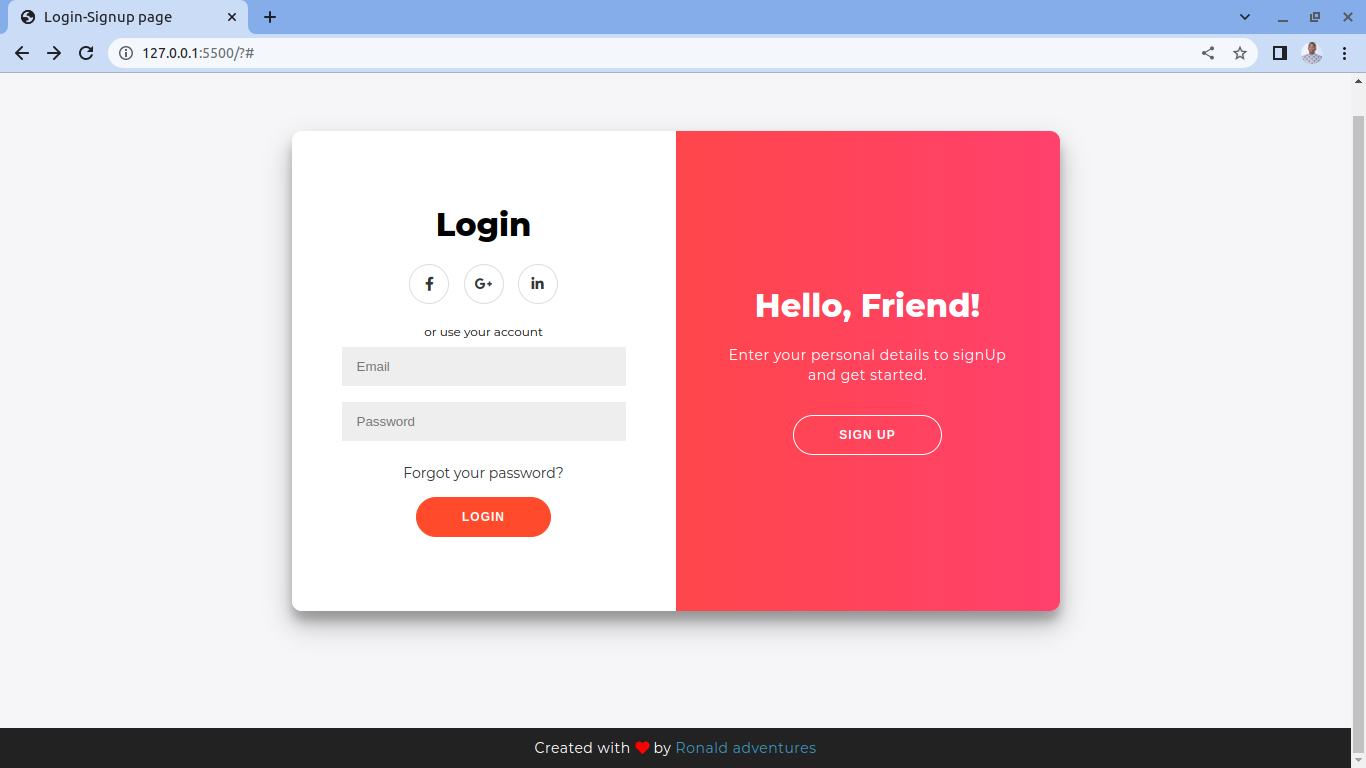 Login-Signup page
127.0.0.1:5500/?#
Login
f
G+
in
or use your account
Email
Password
Forgot your password?
LOGIN
Hello, Friend!
Enter your personal details to signUp
and get started.
SIGN UP
Created with ❤ by Ronald adventures